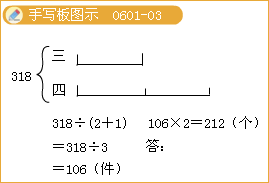 手写板图示 0601-03
三
318
四
318÷(2+1) 106×2=212（个）
=318÷3 答:
=106（件）